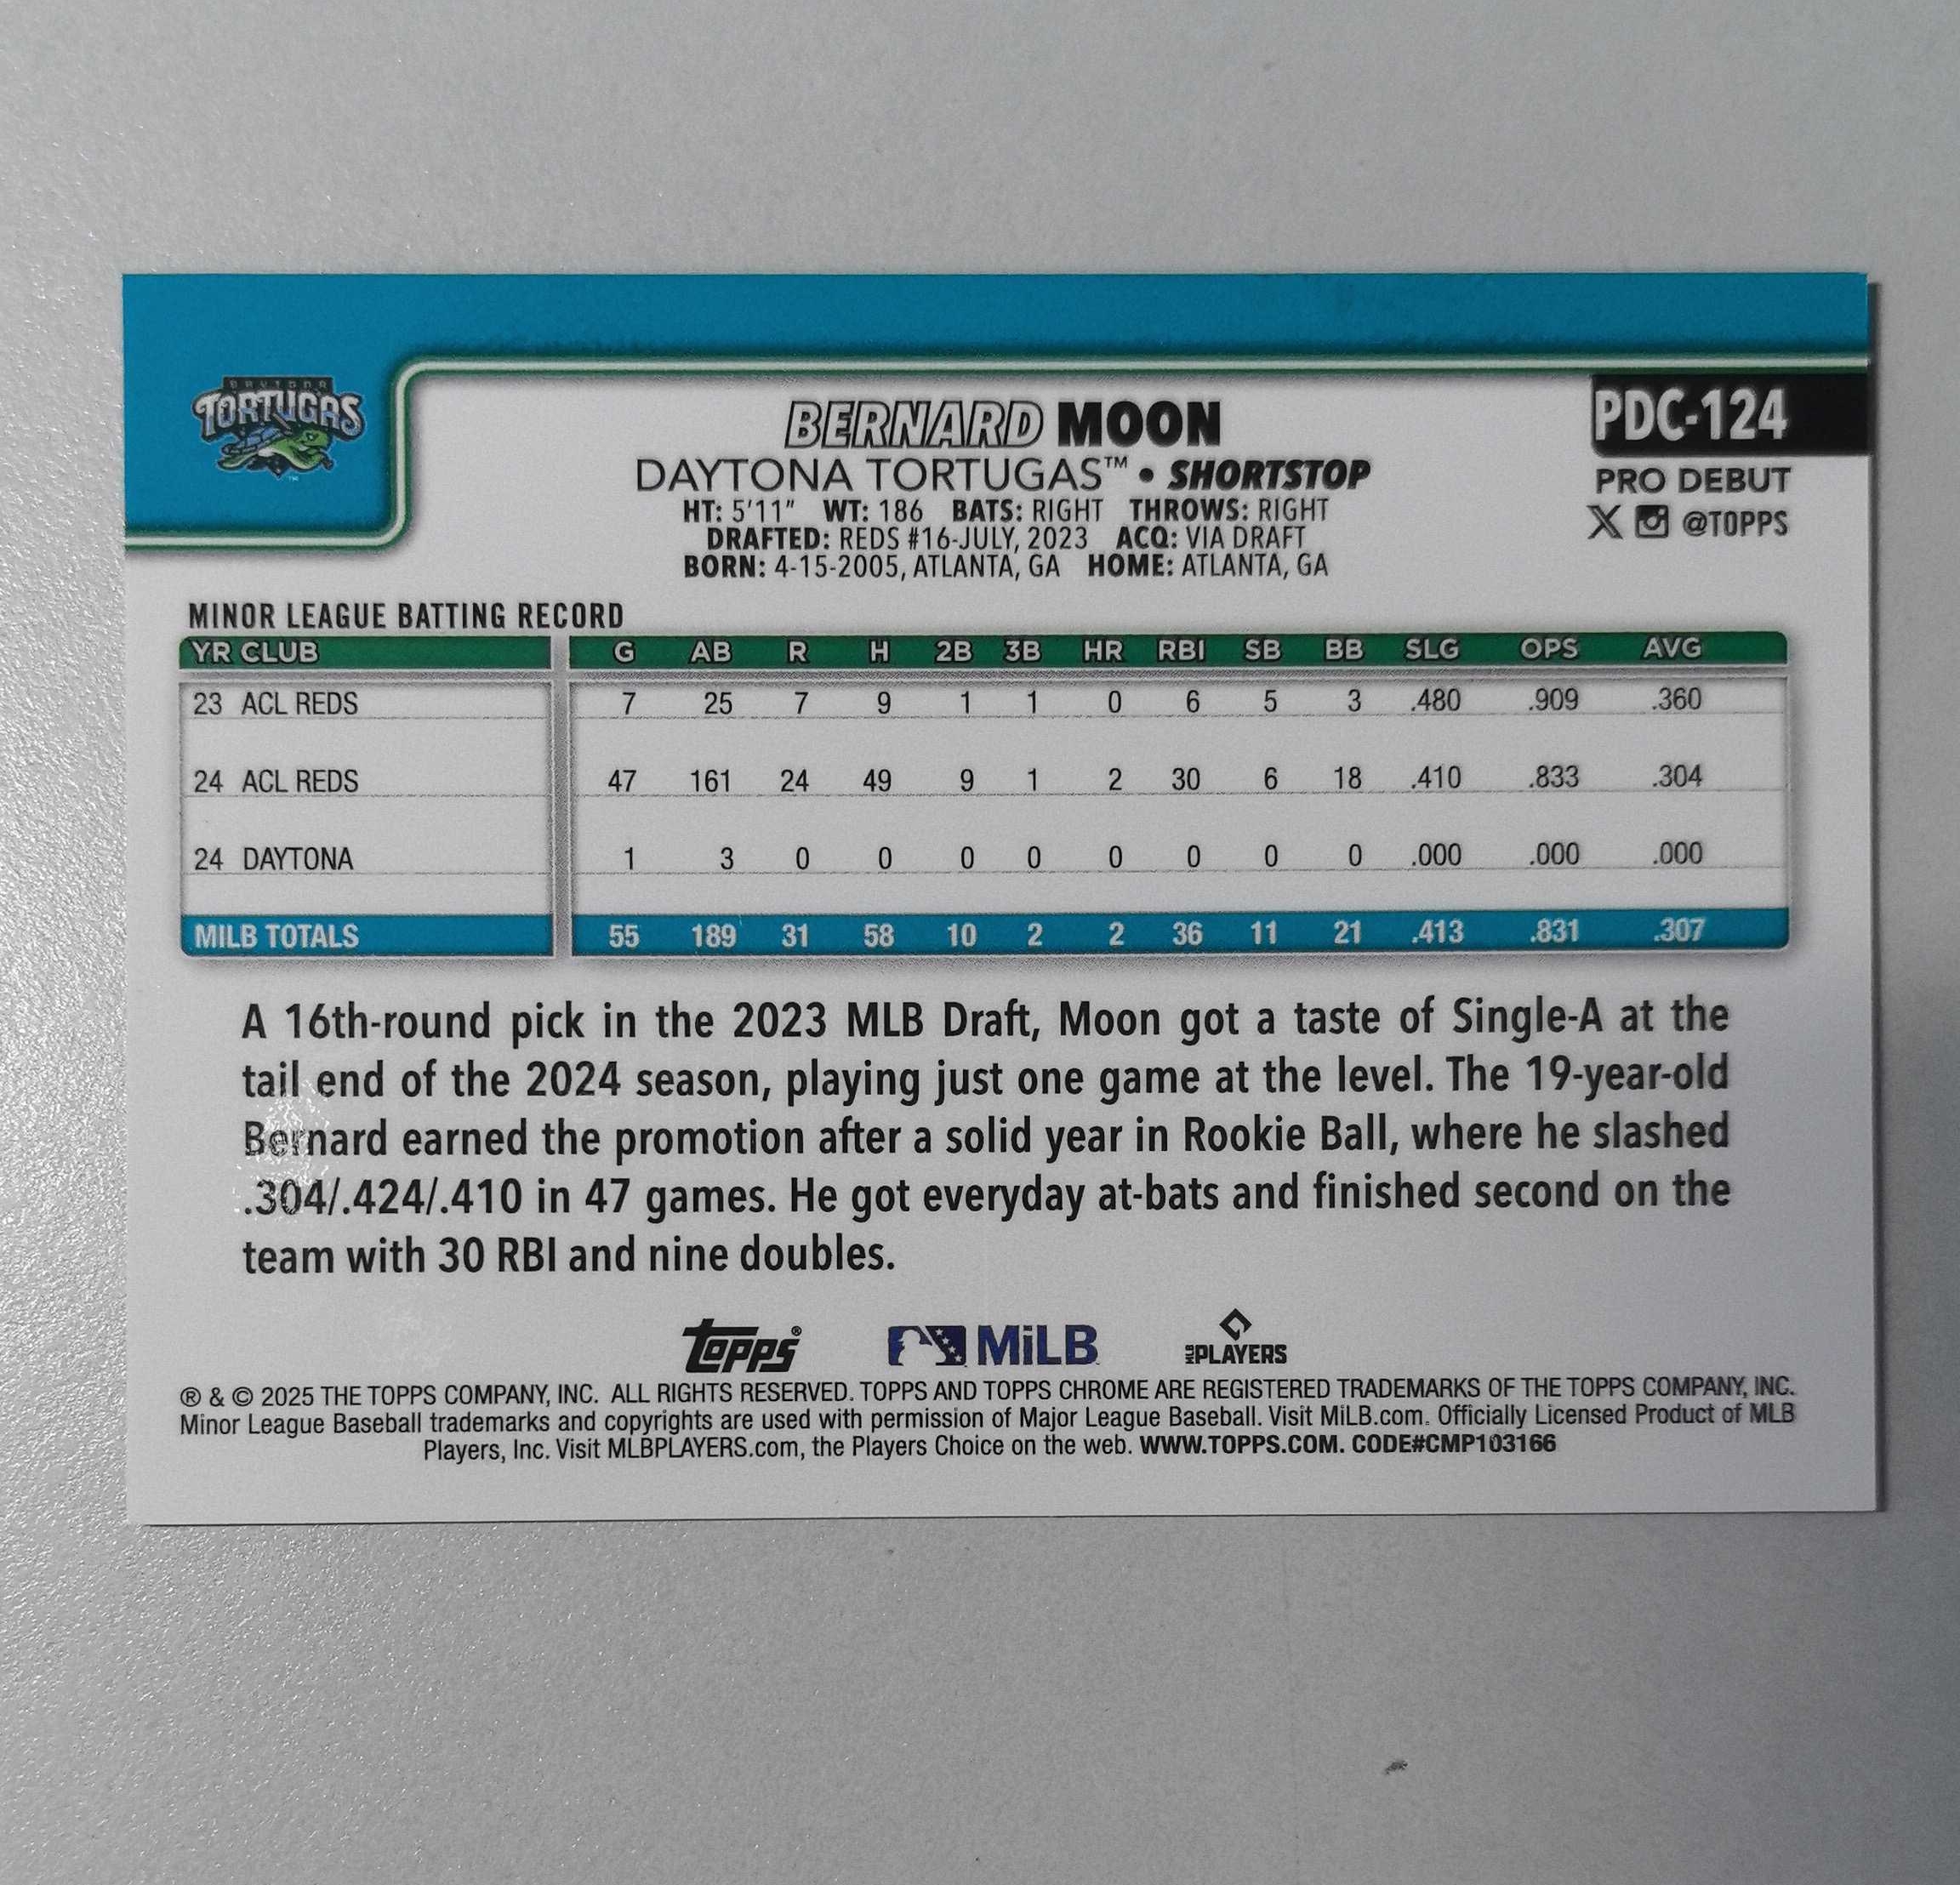 DAYTONA
TORTUGAS
BERNARD MOON
DAYTONA TORTUGAS™ • SHORTSTOP
HT: 5'11" WT: 186 BATS: RIGHT THROWS: RIGHT
DRAFTED: REDS #16-JULY, 2023 ACQ: VIA DRAFT
BORN: 4-15-2005, ATLANTA, GA HOME: ATLANTA, GA
PDC-124
PRO DEBUT
@TOPPS
MINOR LEAGUE BATTING RECORD
YR CLUB G AB R H 2B 3B HR RBI SB BB SLG OPS AVG
23 ACL REDS 7 25 7 9 1 1 0 6 5 3 .480 .909 .360
24 ACL REDS 47 161 24 49 9 1 2 30 6 18 .410 .833 .304
24 DAYTONA 1 3 0 0 0 0 0 0 0 0 .000 .000 .000
MILB TOTALS 55 189 31 58 10 2 2 36 11 21 .413 .831 .307
A 16th-round pick in the 2023 MLB Draft, Moon got a taste of Single-A at the
tail end of the 2024 season, playing just one game at the level. The 19-year-old
Bernard earned the promotion after a solid year in Rookie Ball, where he slashed
.304/.424/.410 in 47 games. He got everyday at-bats and finished second on the
team with 30 RBI and nine doubles.
Topps® MiLB MLB PLAYERS
® & © 2025 THE TOPPS COMPANY, INC. ALL RIGHTS RESERVED. TOPPS AND TOPPS CHROME ARE REGISTERED TRADEMARKS OF THE TOPPS COMPANY, INC.
Minor League Baseball trademarks and copyrights are used with permission of Major League Baseball. Visit MiLB.com. Officially Licensed Product of MLB
Players, Inc. Visit MLBPLAYERS.com, the Players Choice on the web. WWW.TOPPS.COM. CODE#CMP103166